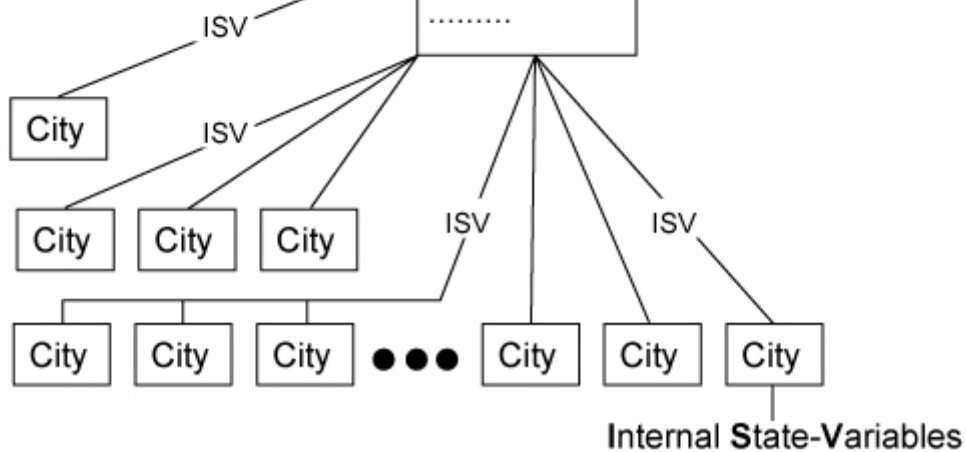 ISV
.........
City
ISV
City City City
ISV ISV
City City City ●●● City City City
Internal State-Variables